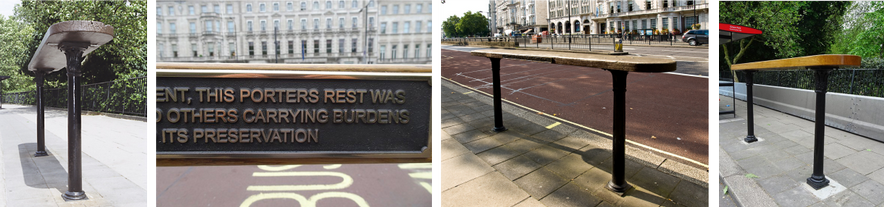 ENT, THIS PORTERS REST WAS
OTHERS CARRYING BURDENS
ITS PRESERVATION
BUS